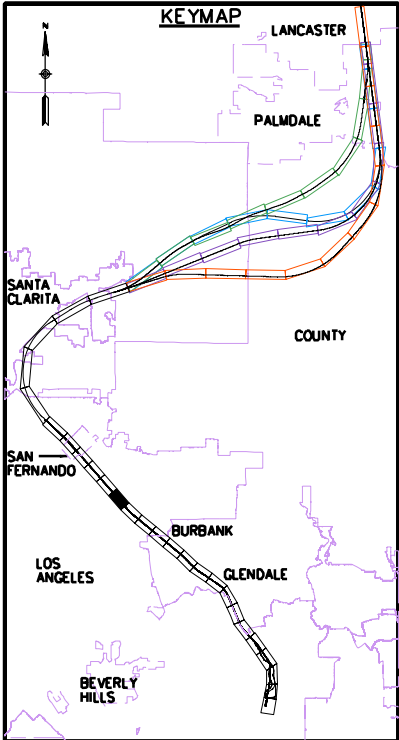 KEYMAP
N
LANCASTER
PALMDALE
SANTA
CLARITA
COUNTY
SAN
FERNANDO
BURBANK
LOS
ANGELES
GLENDALE
BEVERLY
HILLS